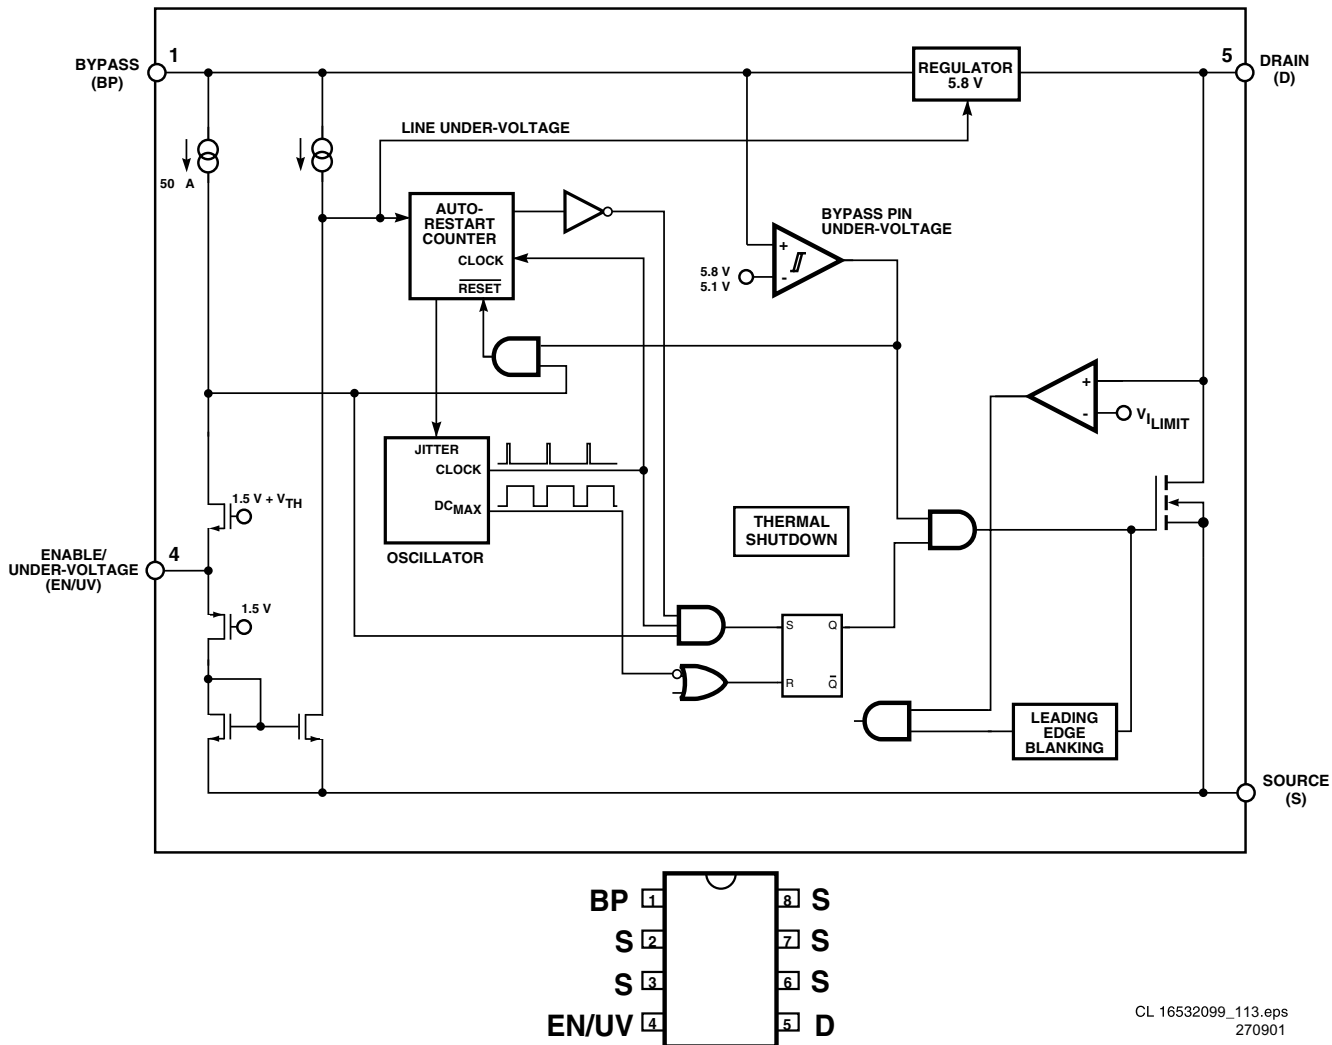 BYPASS
(BP)
1
REGULATOR
5.8 V
5
DRAIN
(D)
LINE UNDER-VOLTAGE
50 A
AUTO-
RESTART
COUNTER
CLOCK
RESET
BYPASS PIN
UNDER-VOLTAGE
+
-
5.8 V
5.1 V
+
-
VILIMIT
JITTER
CLOCK
DCMAX
OSCILLATOR
1.5 V + VTH
THERMAL
SHUTDOWN
ENABLE/
UNDER-VOLTAGE
(EN/UV)
4
1.5 V
S
Q
R
Q
LEADING
EDGE
BLANKING
SOURCE
(S)
BP 1 8 S
S 2 7 S
S 3 6 S
EN/UV 4 5 D
CL 16532099_113.eps
270901